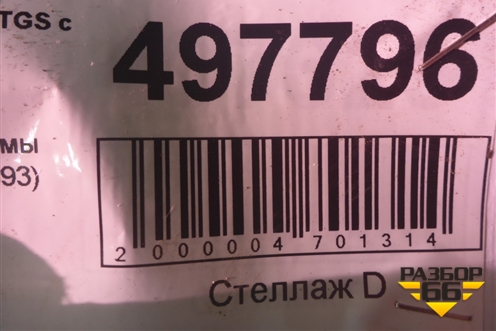 TGS с
497796
мы
93)
2000004701314
Стеллаж D
РАЗБОР
66